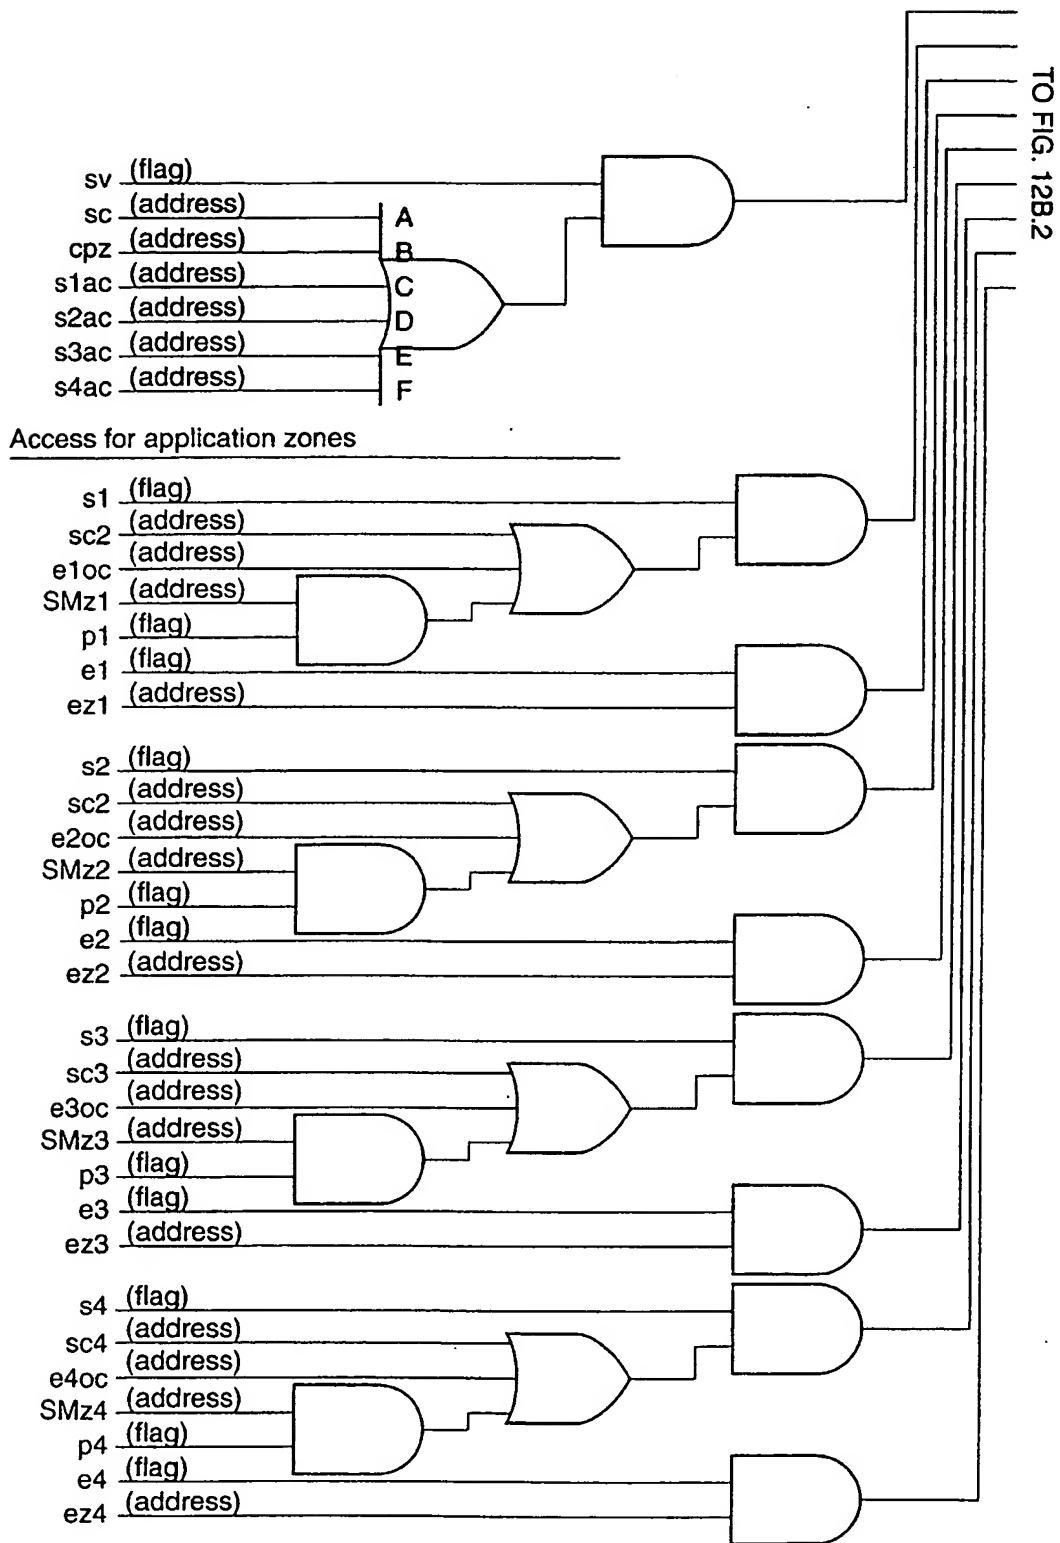 TO FIG. 12B.2
sv (flag)
sc (address) A
cpz (address) B
s1ac (address) C
s2ac (address) D
s3ac (address) E
s4ac (address) F
Access for application zones
s1 (flag)
sc2 (address)
e1oc (address)
SMz1 (address)
p1 (flag)
e1 (flag)
ez1 (address)
s2 (flag)
sc2 (address)
e2oc (address)
SMz2 (address)
p2 (flag)
e2 (flag)
ez2 (address)
s3 (flag)
sc3 (address)
e3oc (address)
SMz3 (address)
p3 (flag)
e3 (flag)
ez3 (address)
s4 (flag)
sc4 (address)
e4oc (address)
SMz4 (address)
p4 (flag)
e4 (flag)
ez4 (address)